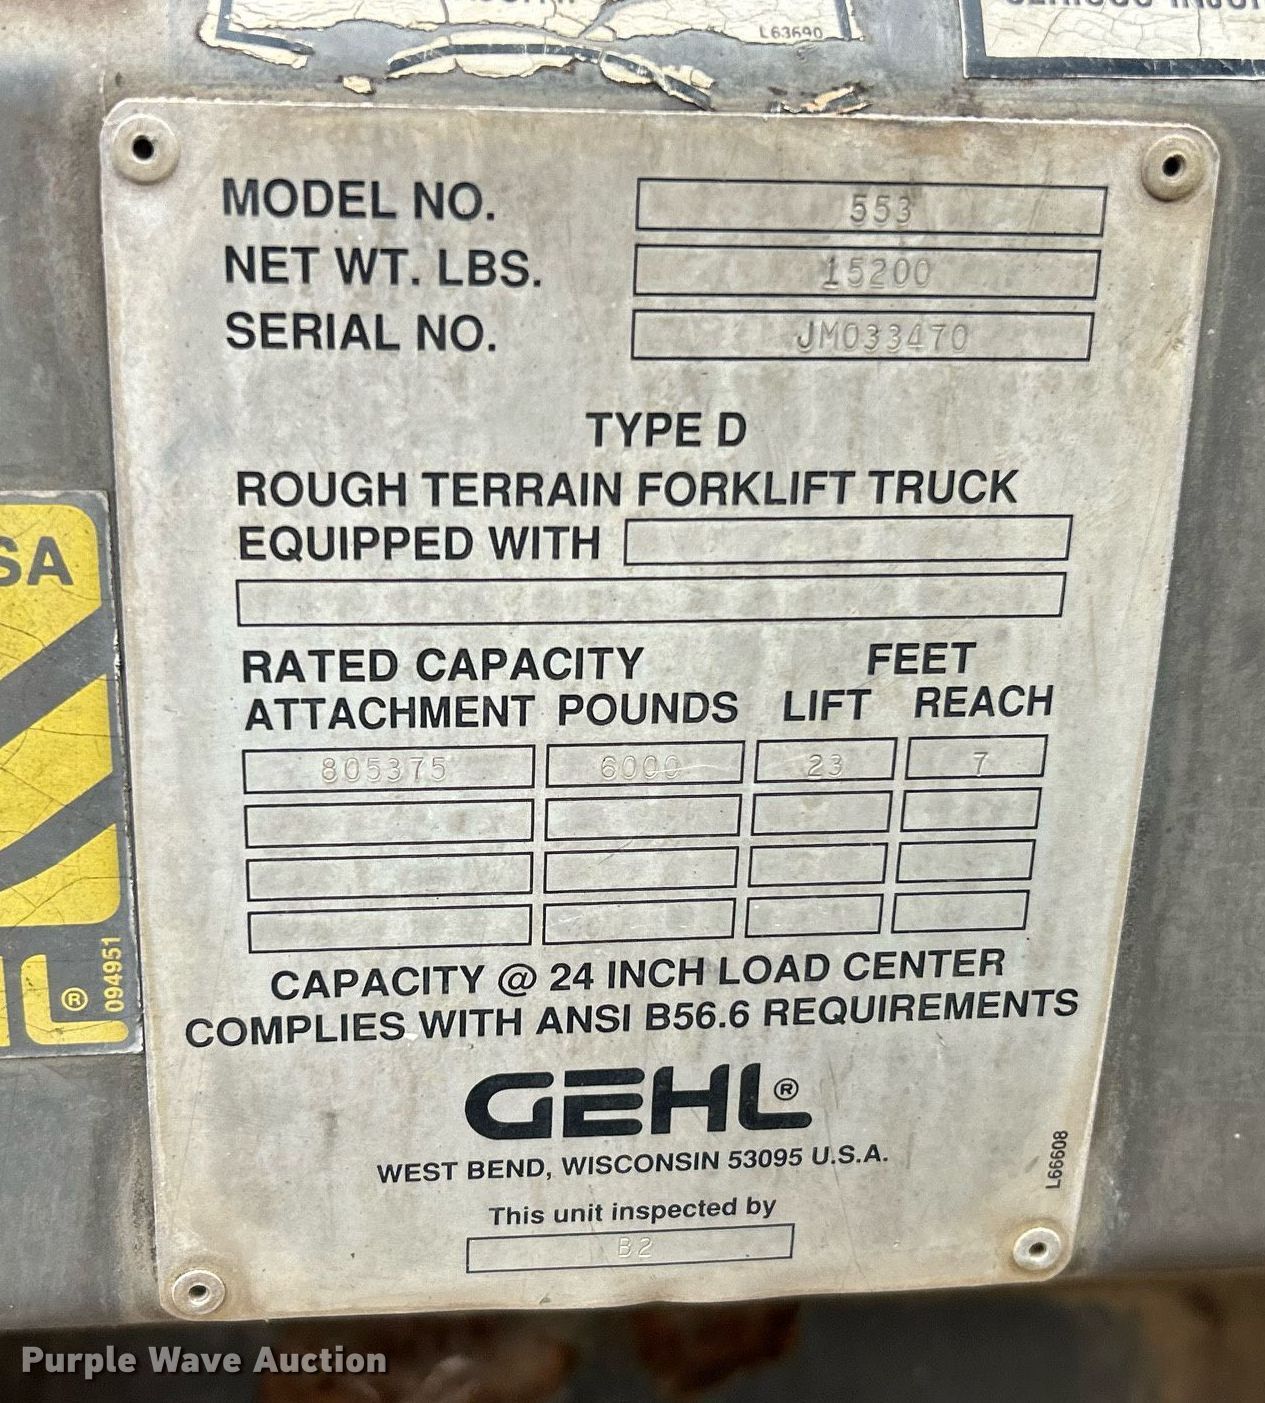 L63690
MODEL NO. 553
NET WT. LBS. 15200
SERIAL NO. JM033470
TYPE D
ROUGH TERRAIN FORKLIFT TRUCK
EQUIPPED WITH
RATED CAPACITY FEET
ATTACHMENT POUNDS LIFT REACH
805375 6000 23 7
CAPACITY @ 24 INCH LOAD CENTER
COMPLIES WITH ANSI B56.6 REQUIREMENTS
GEHL®
WEST BEND, WISCONSIN 53095 U.S.A.
L66608
This unit inspected by
B2
SA
®
094951
Purple Wave Auction